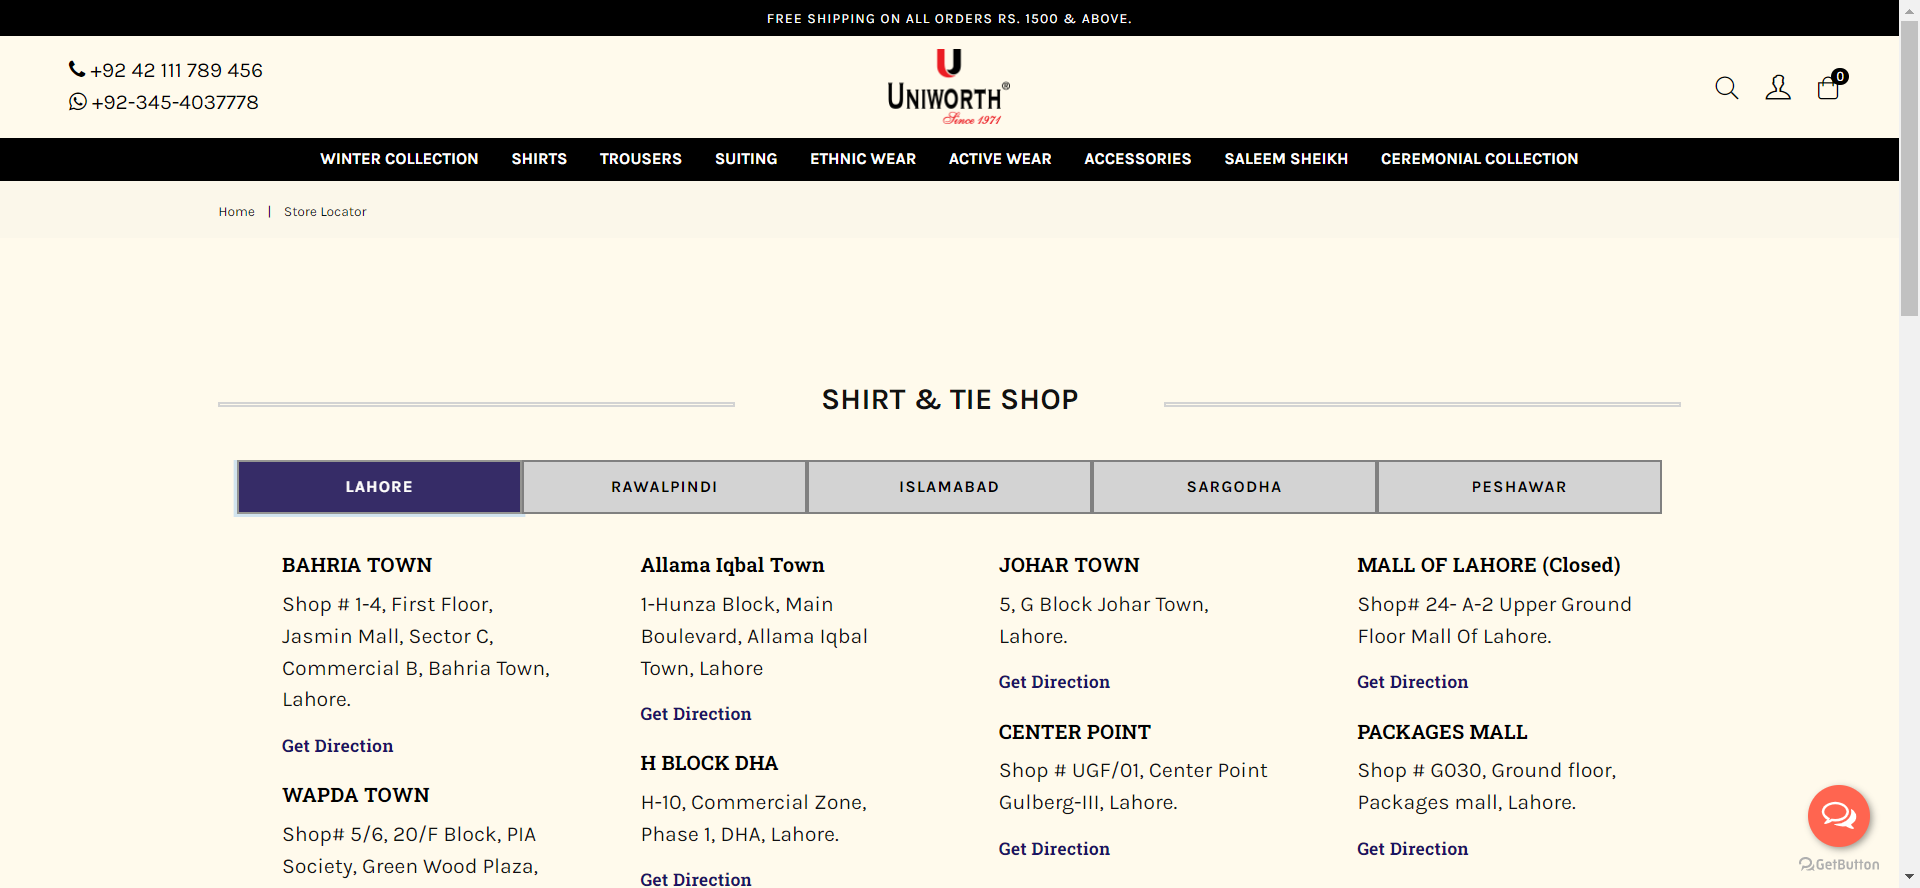 FREE SHIPPING ON ALL ORDERS RS. 1500 & ABOVE.
+92 42 111 789 456
+92-345-4037778
UNIWORTH®
Since 1971
0
WINTER COLLECTION SHIRTS TROUSERS SUITING ETHNIC WEAR ACTIVE WEAR ACCESSORIES SALEEM SHEIKH CEREMONIAL COLLECTION
Home | Store Locator
SHIRT & TIE SHOP
LAHORE RAWALPINDI ISLAMABAD SARGODHA PESHAWAR
BAHRIA TOWN
Shop # 1-4, First Floor,
Jasmin Mall, Sector C,
Commercial B, Bahria Town,
Lahore.
Get Direction
WAPDA TOWN
Shop# 5/6, 20/F Block, PIA
Society, Green Wood Plaza,
Allama Iqbal Town
1-Hunza Block, Main
Boulevard, Allama Iqbal
Town, Lahore
Get Direction
H BLOCK DHA
H-10, Commercial Zone,
Phase 1, DHA, Lahore.
Get Direction
JOHAR TOWN
5, G Block Johar Town,
Lahore.
Get Direction
CENTER POINT
Shop # UGF/01, Center Point
Gulberg-III, Lahore.
Get Direction
MALL OF LAHORE (Closed)
Shop# 24- A-2 Upper Ground
Floor Mall Of Lahore.
Get Direction
PACKAGES MALL
Shop # G030, Ground floor,
Packages mall, Lahore.
Get Direction
GetButton